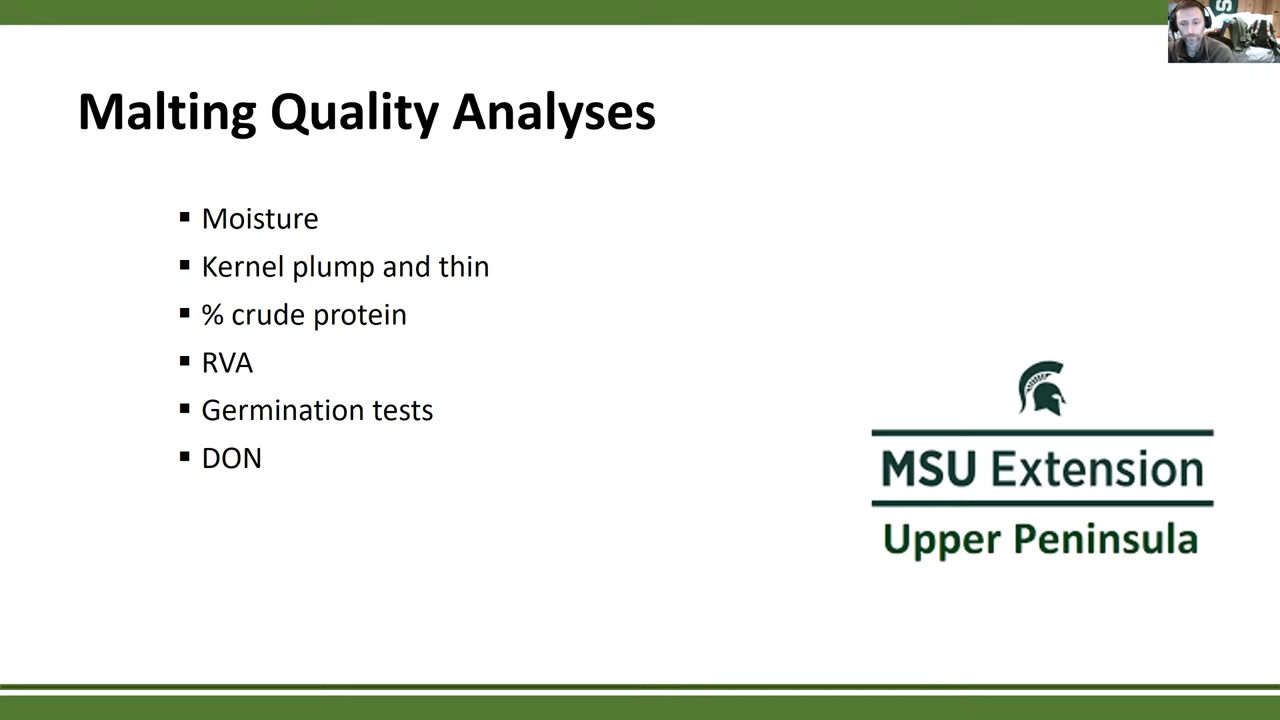 Malting Quality Analyses
▪ Moisture
▪ Kernel plump and thin
▪ % crude protein
▪ RVA
▪ Germination tests
▪ DON
MSU Extension
Upper Peninsula